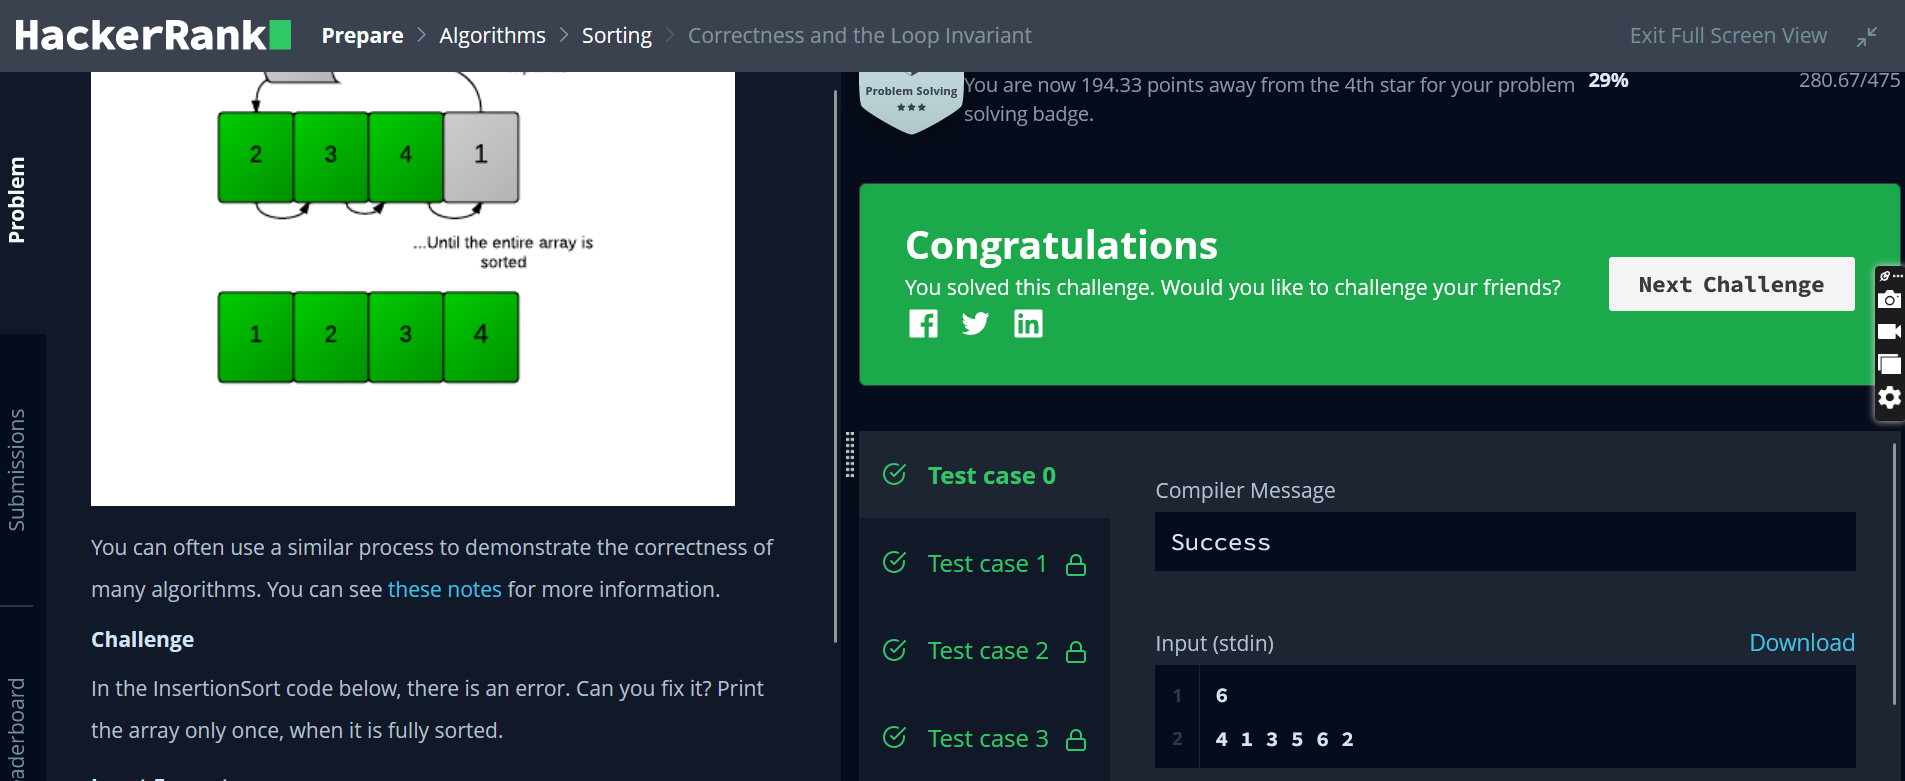 HackerRank
Prepare > Algorithms > Sorting > Correctness and the Loop Invariant
Exit Full Screen View
Problem
Submissions
2 3 4 1
...Until the entire array is
sorted
1 2 3 4
You can often use a similar process to demonstrate the correctness of
many algorithms. You can see these notes for more information.
Challenge
In the InsertionSort code below, there is an error. Can you fix it? Print
the array only once, when it is fully sorted.
Problem Solving
You are now 194.33 points away from the 4th star for your problem
solving badge.
29%
280.67/475
Congratulations
You solved this challenge. Would you like to challenge your friends?
Next Challenge
Test case 0
Test case 1
Test case 2
Test case 3
Compiler Message
Success
Input (stdin)
Download
1 6
2 4 1 3 5 6 2